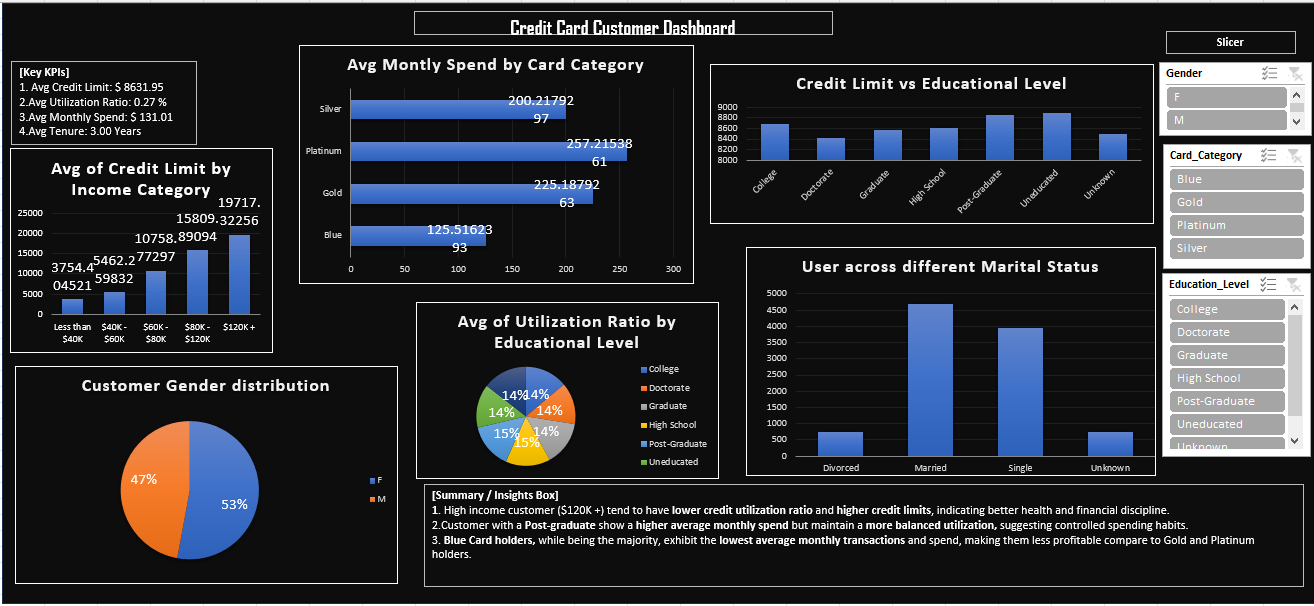 Credit Card Customer Dashboard
[Key KPIs]
1. Avg Credit Limit: $ 8631.95
2.Avg Utilization Ratio: 0.27 %
3.Avg Monthly Spend: $ 131.01
4.Avg Tenure: 3.00 Years
Avg of Credit Limit by
Income Category
25000
20000
15000
10000
5000
0
3754.4
04521
5462.2
59832
10758.
77297
15809.
89094
19717.
32256
Less than
$40K
$40K -
$60K
$60K -
$80K
$80K -
$120K
$120K +
Avg Montly Spend by Card Category
Silver
200.21792
97
Platinum
257.21538
61
Gold
225.18792
63
Blue
125.51623
93
0
50
100
150
200
250
300
Credit Limit vs Educational Level
9000
8800
8600
8400
8200
8000
College
Doctorate
Graduate
High School
Post-Graduate
Uneducated
Unknown
Slicer
Gender
F
M
Card_Category
Blue
Gold
Platinum
Silver
Education_Level
College
Doctorate
Graduate
High School
Post-Graduate
Uneducated
Unknown
Customer Gender distribution
47%
53%
F
M
Avg of Utilization Ratio by
Educational Level
14%
14%
14%
14%
15%
15%
14%
College
Doctorate
Graduate
High School
Post-Graduate
Uneducated
User across different Marital Status
5000
4500
4000
3500
3000
2500
2000
1500
1000
500
0
Divorced
Married
Single
Unknown
[Summary / Insights Box]
1. High income customer ($120K +) tend to have lower credit utilization ratio and higher credit limits, indicating better health and financial discipline.
2.Customer with a Post-graduate show a higher average monthly spend but maintain a more balanced utilization, suggesting controlled spending habits.
3. Blue Card holders, while being the majority, exhibit the lowest average monthly transactions and spend, making them less profitable compare to Gold and Platinum
holders.